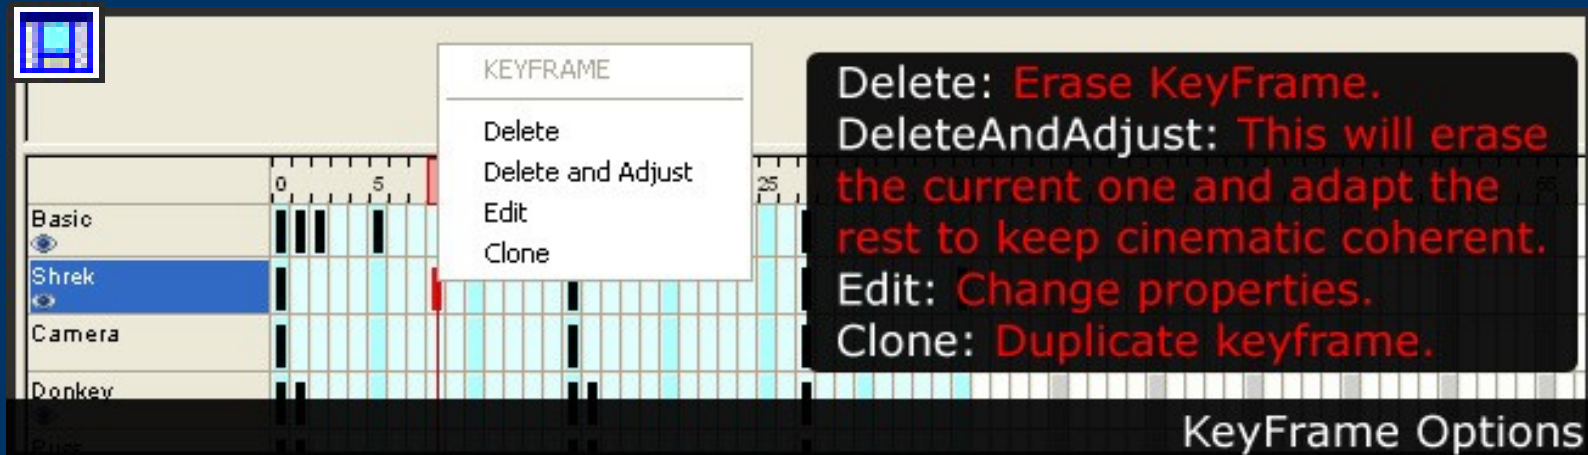 KEYFRAME
Delete
Delete and Adjust
Edit
Clone
Delete: Erase KeyFrame.
DeleteAndAdjust: This will erase
the current one and adapt the
rest to keep cinematic coherent.
Edit: Change properties.
Clone: Duplicate keyframe.
0 5 25
Basic
Shrek
Camera
Donkey
KeyFrame Options